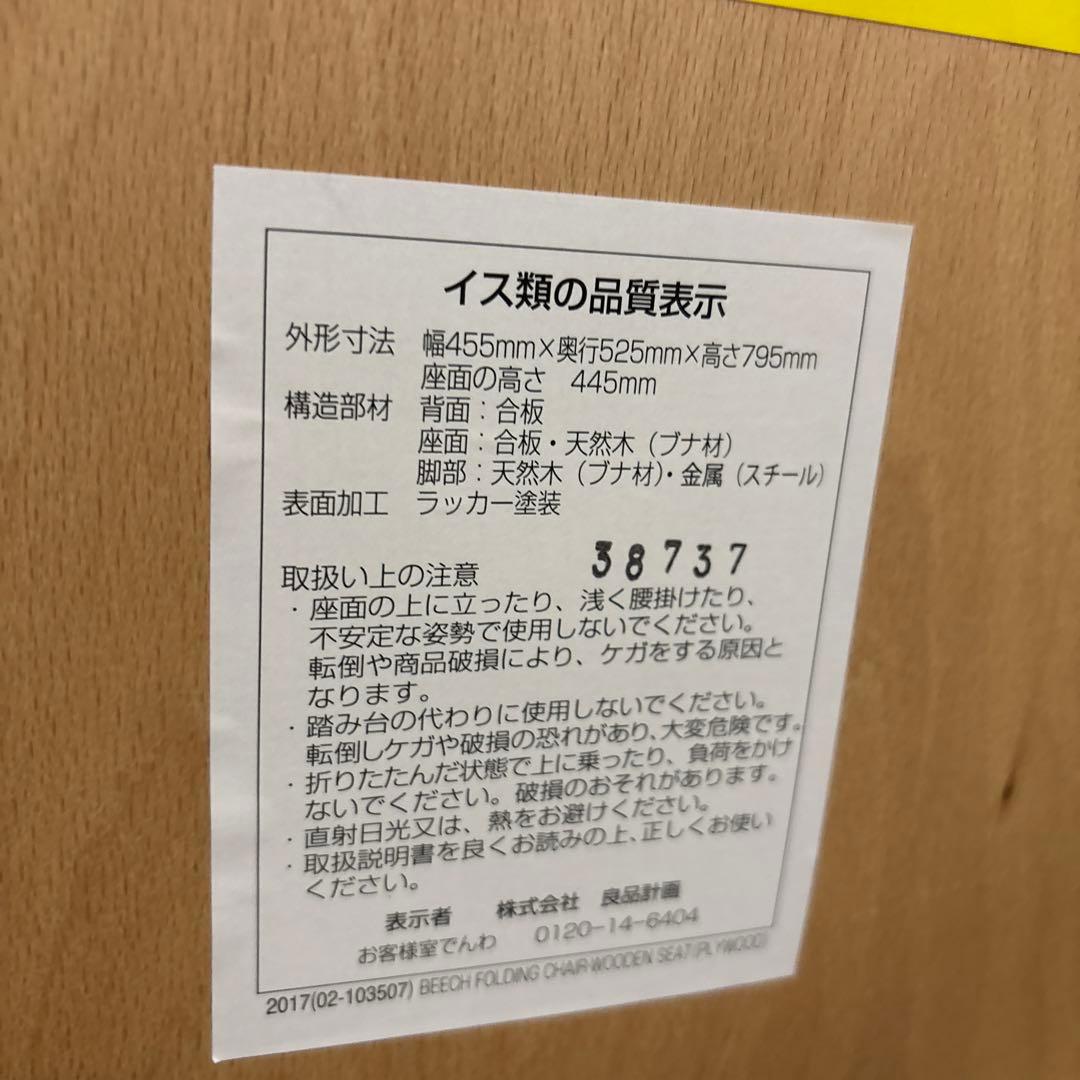 イス類の品質表示
外形寸法 幅455mm×奥行525mm×高さ795mm
座面の高さ 445mm
構造部材 背面：合板
座面：合板・天然木（ブナ材）
脚部：天然木（ブナ材）・金属（スチール）
表面加工 ラッカー塗装
38737
取扱い上の注意
・座面の上に立ったり、浅く腰掛けたり、
不安定な姿勢で使用しないでください。
転倒や商品破損により、ケガをする原因と
なります。
・踏み台の代わりに使用しないでください。
転倒しケガや破損の恐れがあり、大変危険です。
・折りたたんだ状態で上に乗ったり、負荷をかけ
ないでください。破損のおそれがあります。
・直射日光又は、熱をお避けください。
・取扱説明書を良くお読みの上、正しくお使い
ください。
表示者 株式会社 良品計画
お客様室でんわ 0120-14-6404
2017(02-103507) BEECH FOLDING CHAIR-WOODEN SEAT(PLYWOOD)